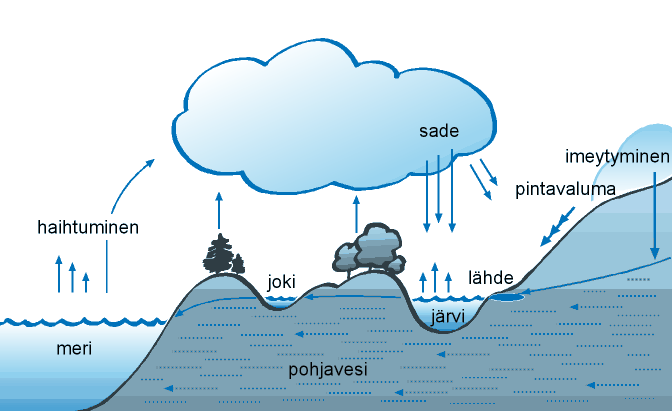 sade
imeytyminen
pintavaluma
haihtuminen
joki
lähde
järvi
meri
pohjavesi